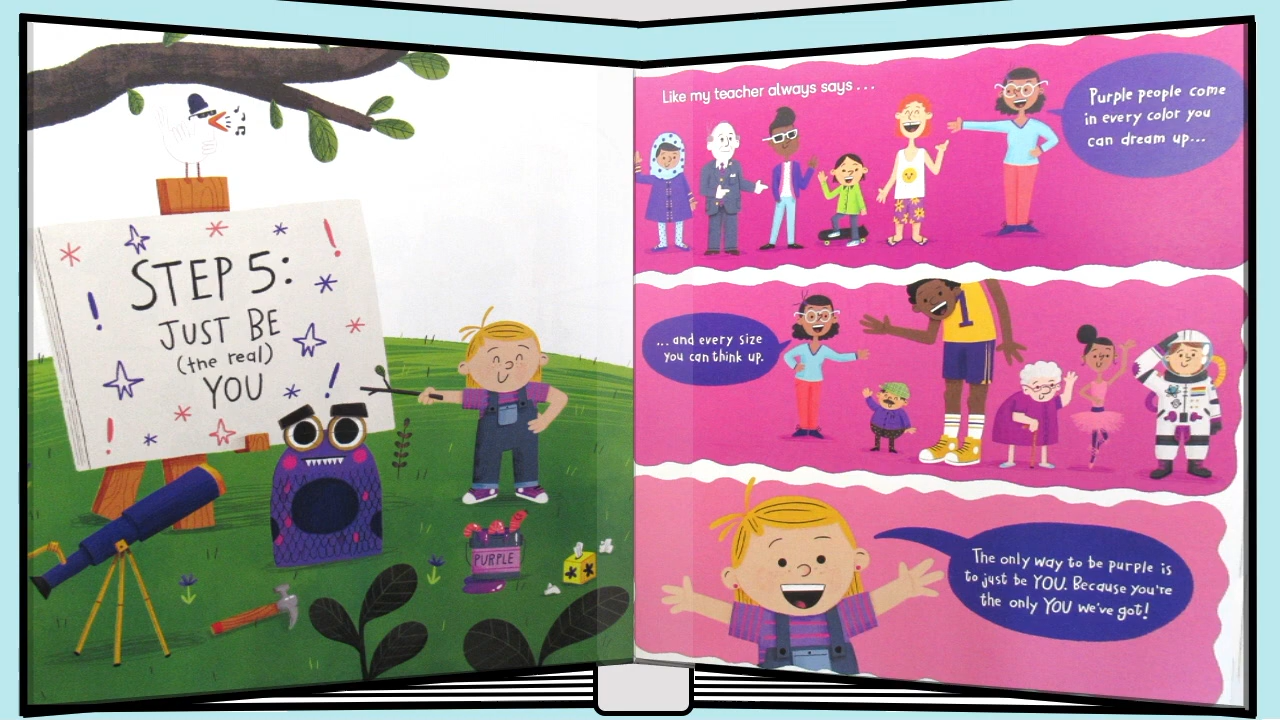 STEP 5:
JUST BE
(the real)
YOU
PURPLE
Like my teacher always says . . .
Purple people come
in every color you
can dream up...
... and every size
you can think up.
1
The only way to be purple is
to just be YOU. Because you're
the only YOU we've got!